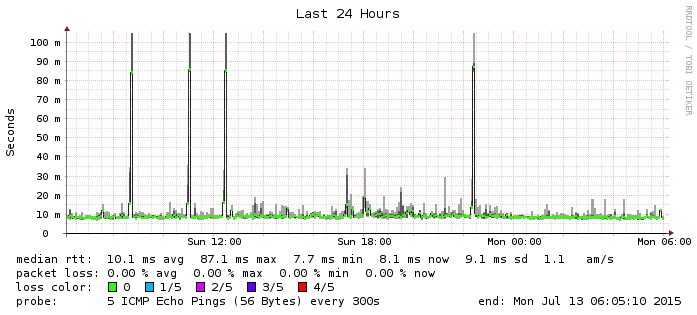 Last 24 Hours
RRDTOOL / TOBI OETIKER
Seconds
100 m
90 m
80 m
70 m
60 m
50 m
40 m
30 m
20 m
10 m
0
Sun 12:00 Sun 18:00 Mon 00:00 Mon 06:00
median rtt: 10.1 ms avg 87.1 ms max 7.7 ms min 8.1 ms now 9.1 ms sd 1.1 am/s
packet loss: 0.00 % avg 0.00 % max 0.00 % min 0.00 % now
loss color: 0 1/5 2/5 3/5 4/5
probe: 5 ICMP Echo Pings (56 Bytes) every 300s end: Mon Jul 13 06:05:10 2015